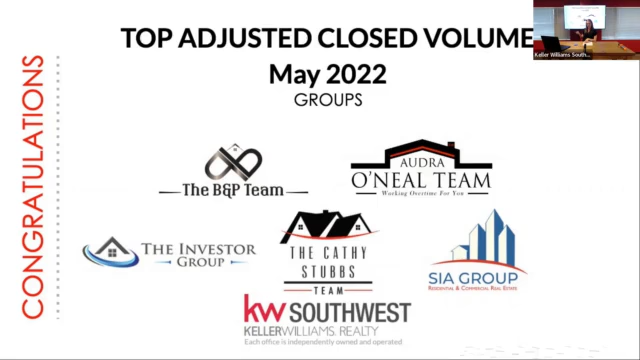 CONGRATULATIONS
TOP ADJUSTED CLOSED VOLUME
May 2022
GROUPS
Keller Williams South...
The B&P Team
AUDRA
O'NEAL TEAM
Working Overtime For You
THE INVESTOR
GROUP
THE CATHY
STUBBS
TEAM
SIA GROUP
RESIDENTIAL & COMMERCIAL REAL ESTATE
kw SOUTHWEST
KELLERWILLIAMS. REALTY
Each office is independently owned and operated